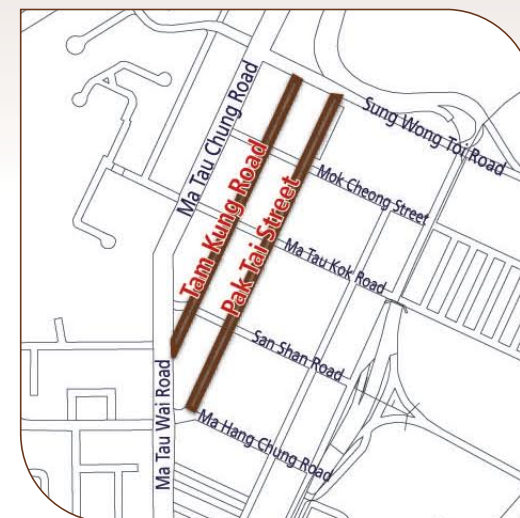 Ma Tau Chung Road
Sung Wong Toi Road
Tam Kung Road
Pak Tai Street
Mok Cheong Street
Ma Tau Kok Road
San Shan Road
Ma Tau Wai Road
Ma Hang Chung Road